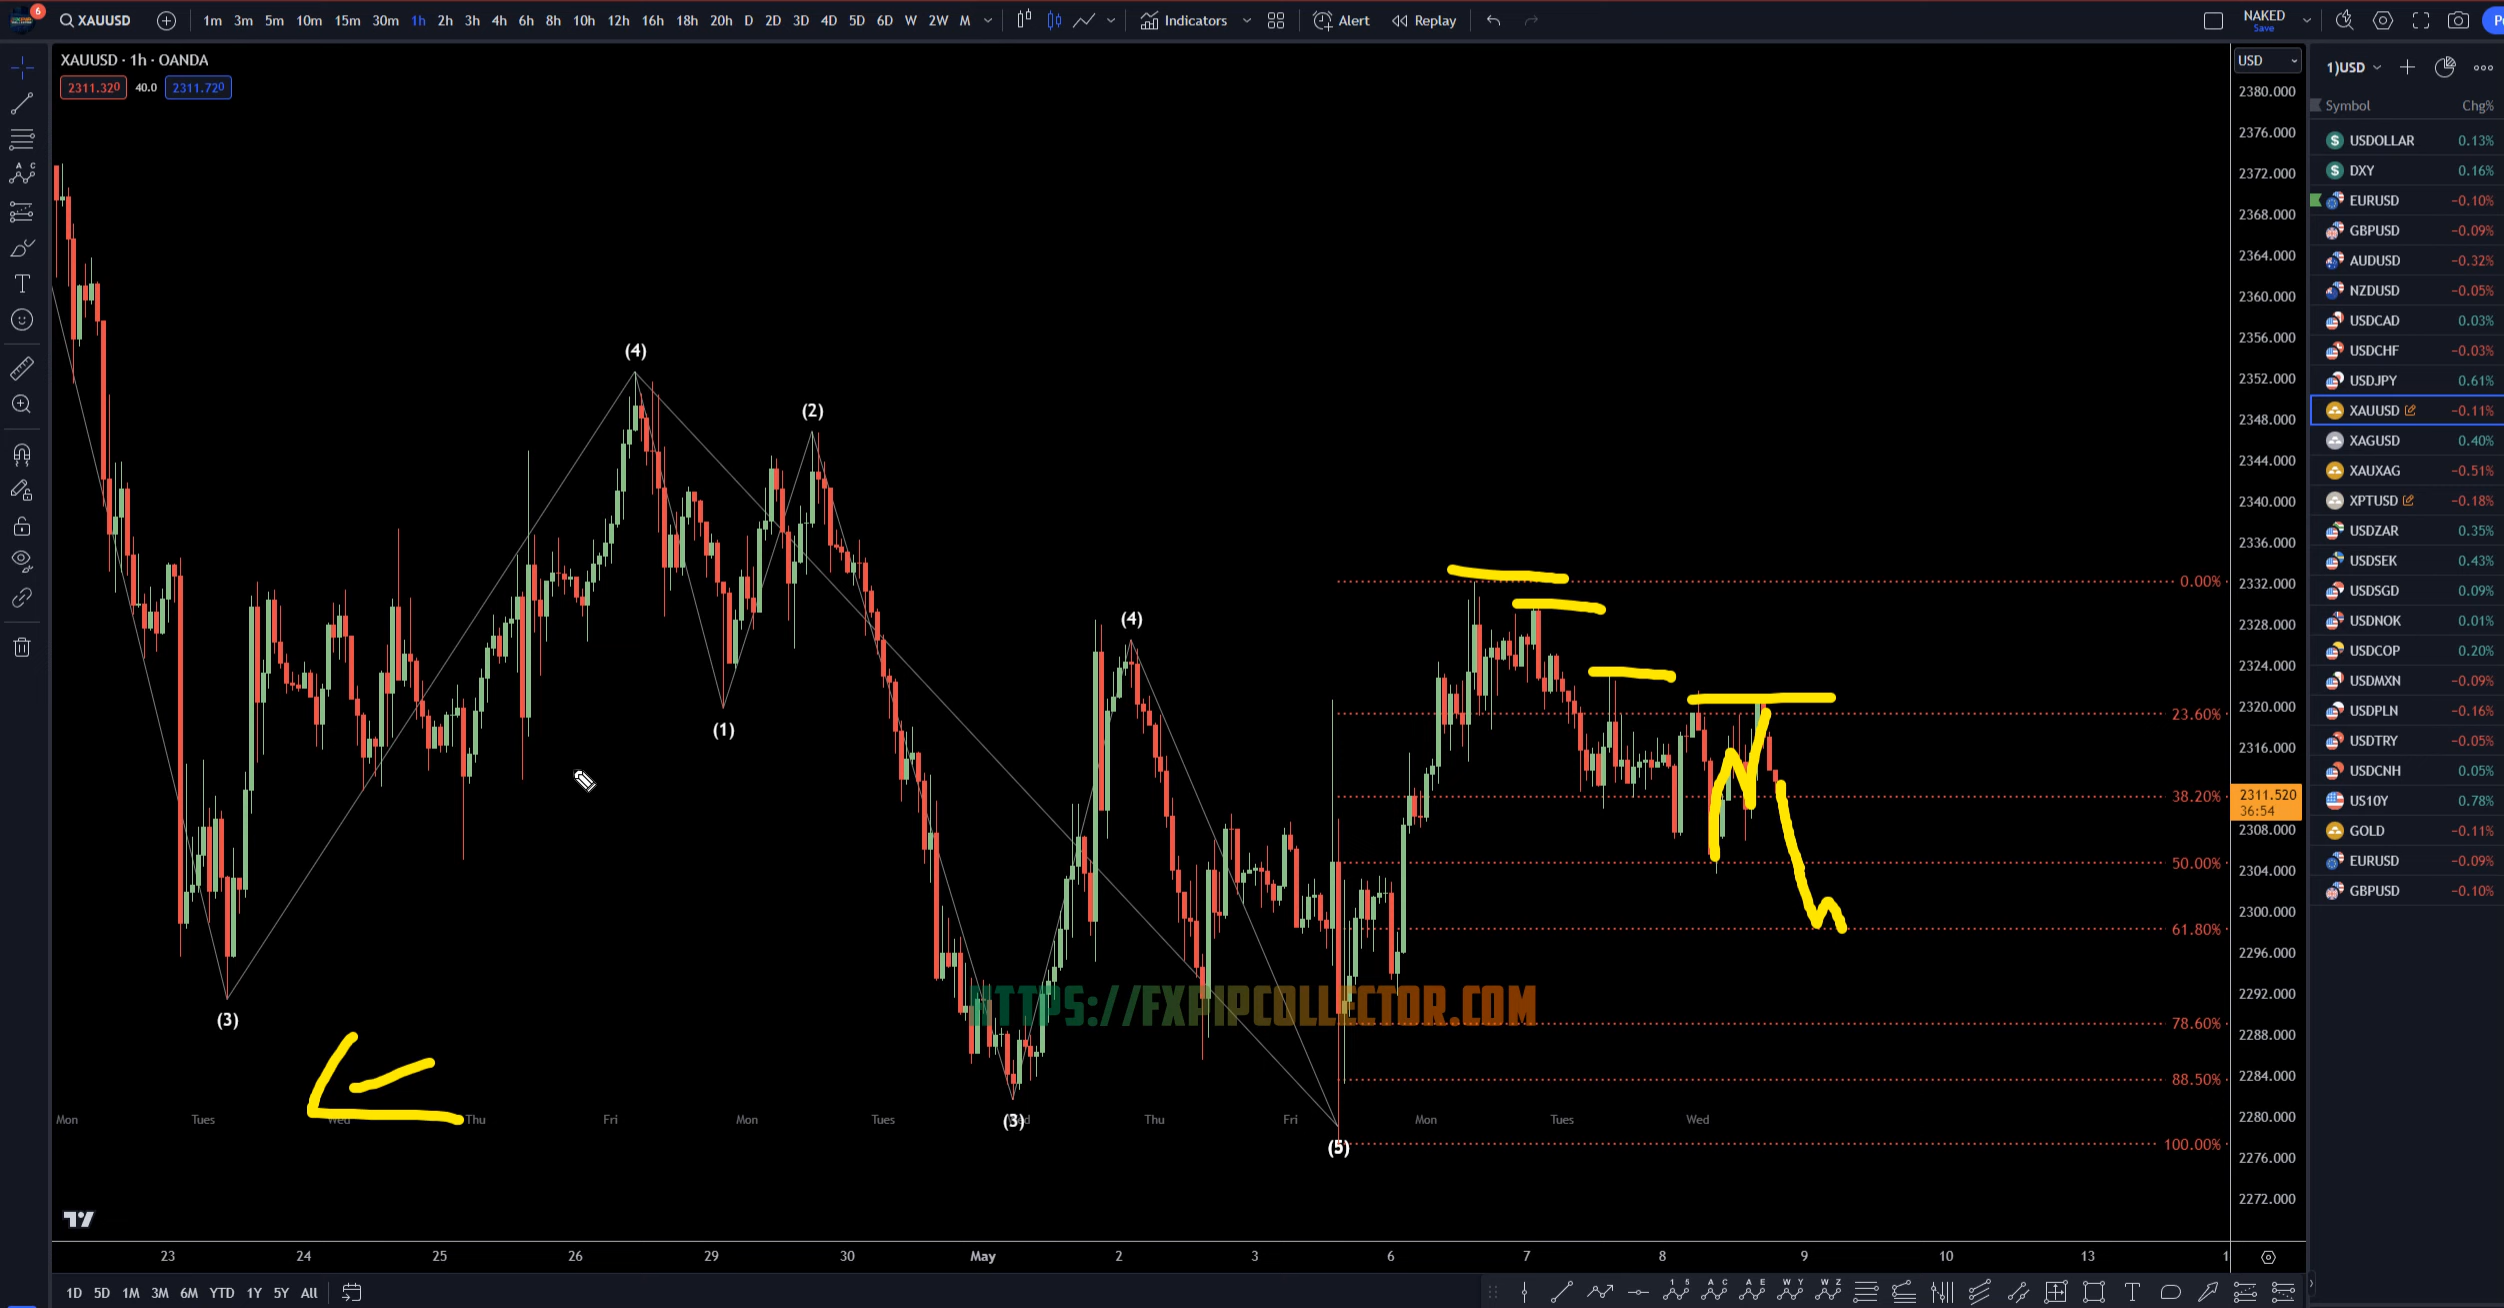 6 XAUUSD 1m 3m 5m 10m 15m 30m 1h 2h 3h 4h 6h 8h 10h 12h 16h 18h 20h D 2D 3D 4D 5D 6D W 2W M Indicators Alert Replay NAKED
Save
XAUUSD · 1h · OANDA
2311.320 40.0 2311.720
USD
2380.000
2376.000
2372.000
2368.000
2364.000
2360.000
2356.000
2352.000
2348.000
2344.000
2340.000
2336.000
2332.000
2328.000
2324.000
2320.000
2316.000
2311.520
36:54
2308.000
2304.000
2300.000
2296.000
2292.000
2288.000
2284.000
2280.000
2276.000
2272.000
(4)
(2)
(4)
(1)
(3)
(3)
(5)
0.00%
23.60%
38.20%
50.00%
61.80%
78.60%
88.50%
100.00%
HTTPS://FXPIPCOLLECTOR.COM
Mon Tues Wed Thu Fri Mon Tues Wed Thu Fri Mon Tues Wed
23 24 25 26 29 30 May 2 3 6 7 8 9 10 13
1D 5D 1M 3M 6M YTD 1Y 5Y All
1)USD
Symbol Chg%
USDOLLAR 0.13%
DXY 0.16%
EURUSD −0.10%
GBPUSD −0.09%
AUDUSD −0.32%
NZDUSD −0.05%
USDCAD 0.03%
USDCHF −0.03%
USDJPY 0.61%
XAUUSD −0.11%
XAGUSD 0.40%
XAUXAG −0.51%
XPTUSD −0.18%
USDZAR 0.35%
USDSEK 0.43%
USDSGD 0.09%
USDNOK 0.01%
USDCOP 0.20%
USDMXN −0.09%
USDPLN −0.16%
USDTRY −0.05%
USDCNH 0.05%
US10Y 0.78%
GOLD −0.11%
EURUSD −0.09%
GBPUSD −0.10%